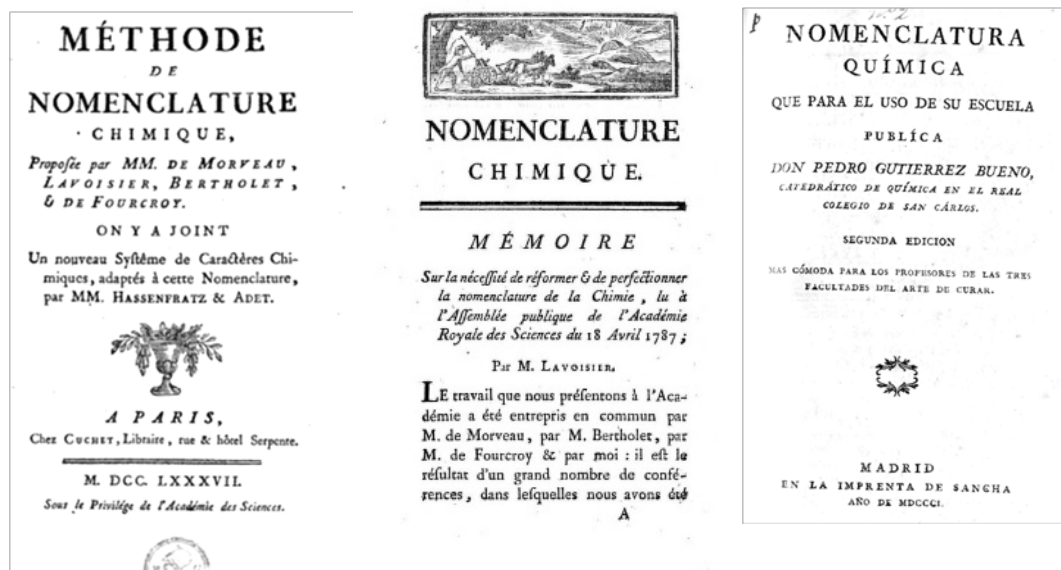 MÉTHODE
DE
NOMENCLATURE
CHIMIQUE,
Proposée par MM. DE MORVEAU,
LAVOISIER, BERTHOLET,
& DE FOURCROY.
ON Y A JOINT
Un nouveau Systême de Caractères Chi-
miques, adaptés à cette Nomenclature,
par MM. HASSENFRATZ & ADET.
A PARIS,
Chez CUCHET, Libraire, rue & hôtel Serpente.
M. DCC. LXXXVII.
Sous le Privilége de l'Académie des Sciences.
NOMENCLATURE
CHIMIQUE.
MÉMOIRE
Sur la nécessité de réformer & de perfectionner
la nomenclature de la Chimie, lu à
l'Assemblée publique de l'Académie
Royale des Sciences du 18 Avril 1787;
Par M. LAVOISIER.
LE travail que nous présentons à l'Aca-
démie a été entrepris en commun par
M. de Morveau, par M. Bertholet, par
M. de Fourcroy & par moi : il est le
résultat d'un grand nombre de confé-
rences, dans lesquelles nous avons été
A
NOMENCLATURA
QUÍMICA
QUE PARA EL USO DE SU ESCUELA
PUBLÍCA
DON PEDRO GUTIERREZ BUENO,
CATEDRÁTICO DE QUÍMICA EN EL REAL
COLEGIO DE SAN CÁRLOS.
SEGUNDA EDICION
MAS CÓMODA PARA LOS PROFESORES DE LAS TRES
FACULTADES DEL ARTE DE CURAR.
MADRID
EN LA IMPRENTA DE SANCHA
AÑO DE MDCCCI.